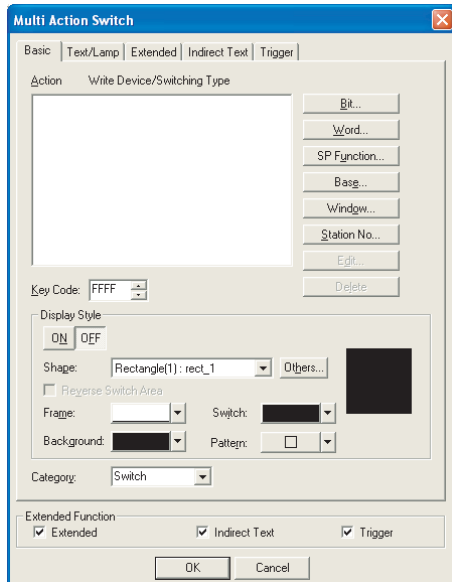 Multi Action Switch
Basic Text/Lamp Extended Indirect Text Trigger
Action Write Device/Switching Type
Bit...
Word...
SP Function...
Base...
Window...
Station No...
Edit...
Delete
Key Code: FFFF
Display Style
ON OFF
Shape: Rectangle(1) : rect_1 Others...
Reverse Switch Area
Frame: Switch:
Background: Pattern:
Category: Switch
Extended Function
Extended Indirect Text Trigger
OK Cancel